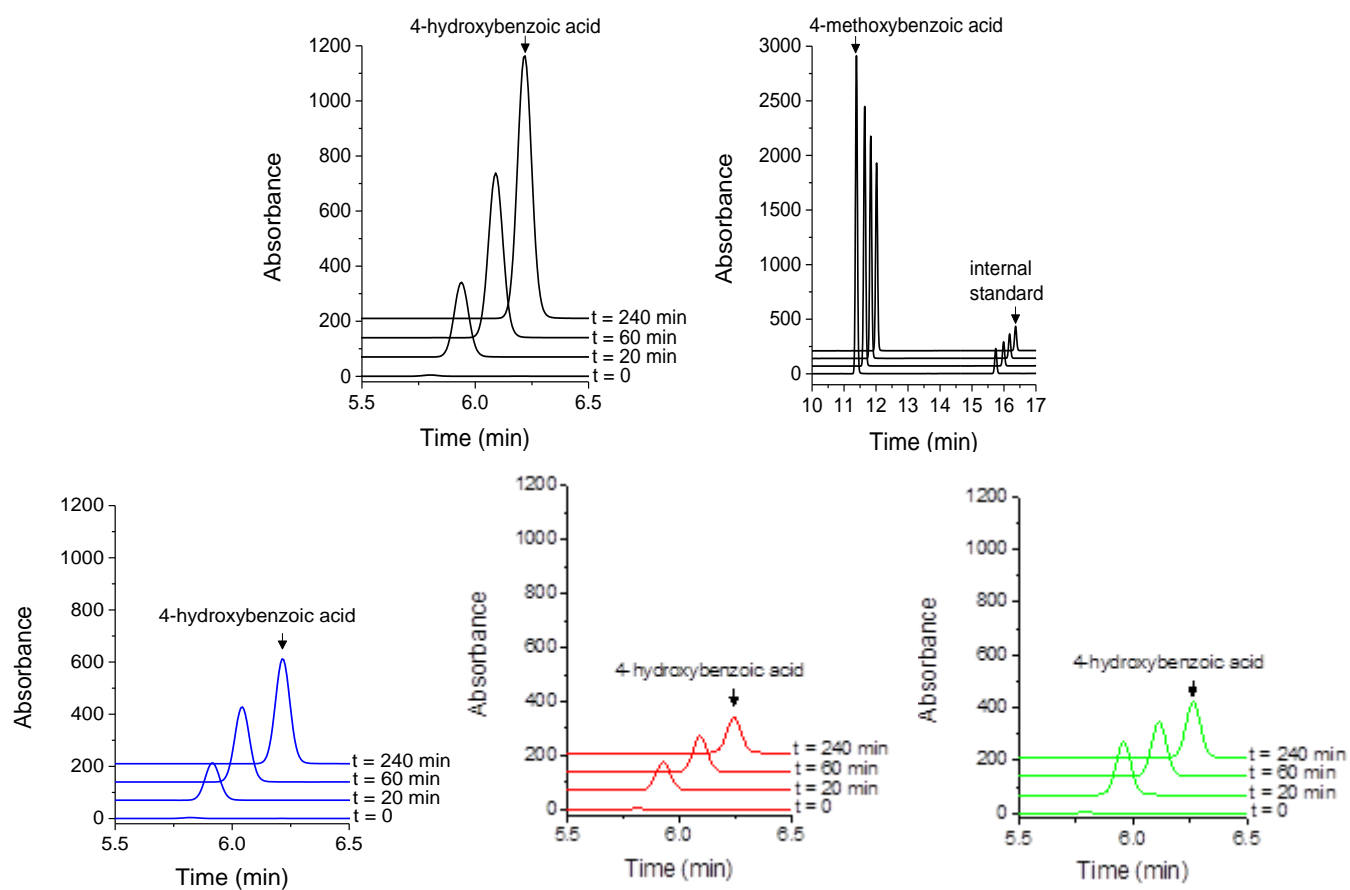 4-hydroxybenzoic acid
1200
1000
800
600
400
200
0
Absorbance
t = 240 min
t = 60 min
t = 20 min
t = 0
5.5 6.0 6.5
Time (min)
4-methoxybenzoic acid
3000
2500
2000
1500
1000
500
0
Absorbance
internal
standard
10 11 12 13 14 15 16 17
Time (min)
1200
1000
800
600
400
200
0
Absorbance
4-hydroxybenzoic acid
t = 240 min
t = 60 min
t = 20 min
t = 0
5.5 6.0 6.5
Time (min)
1200
1000
800
600
400
200
0
Absorbance
4-hydroxybenzoic acid
t = 240 min
t = 60 min
t = 20 min
t = 0
5.5 6.0 6.5
Time (min)
1200
1000
800
600
400
200
0
Absorbance
4-hydroxybenzoic acid
t = 240 min
t = 60 min
t = 20 min
t = 0
5.5 6.0 6.5
Time (min)